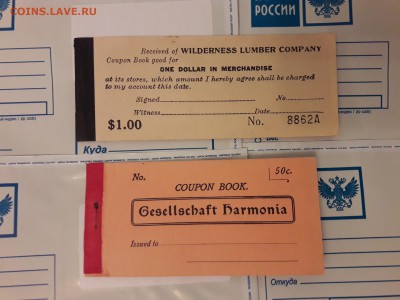 COINS.LAVE.RU
РОССИИ
Received of WILDERNESS LUMBER COMPANY
Coupon Book good for
ONE DOLLAR IN MERCHANDISE
at its stores, which amount I hereby agree shall be charged
to my account this date.
Signed No.
Witness Date
$1.00 No. 8862A
Куда
No. 50c.
COUPON BOOK.
Gesellschaft Harmonia
Issued to
Откуда